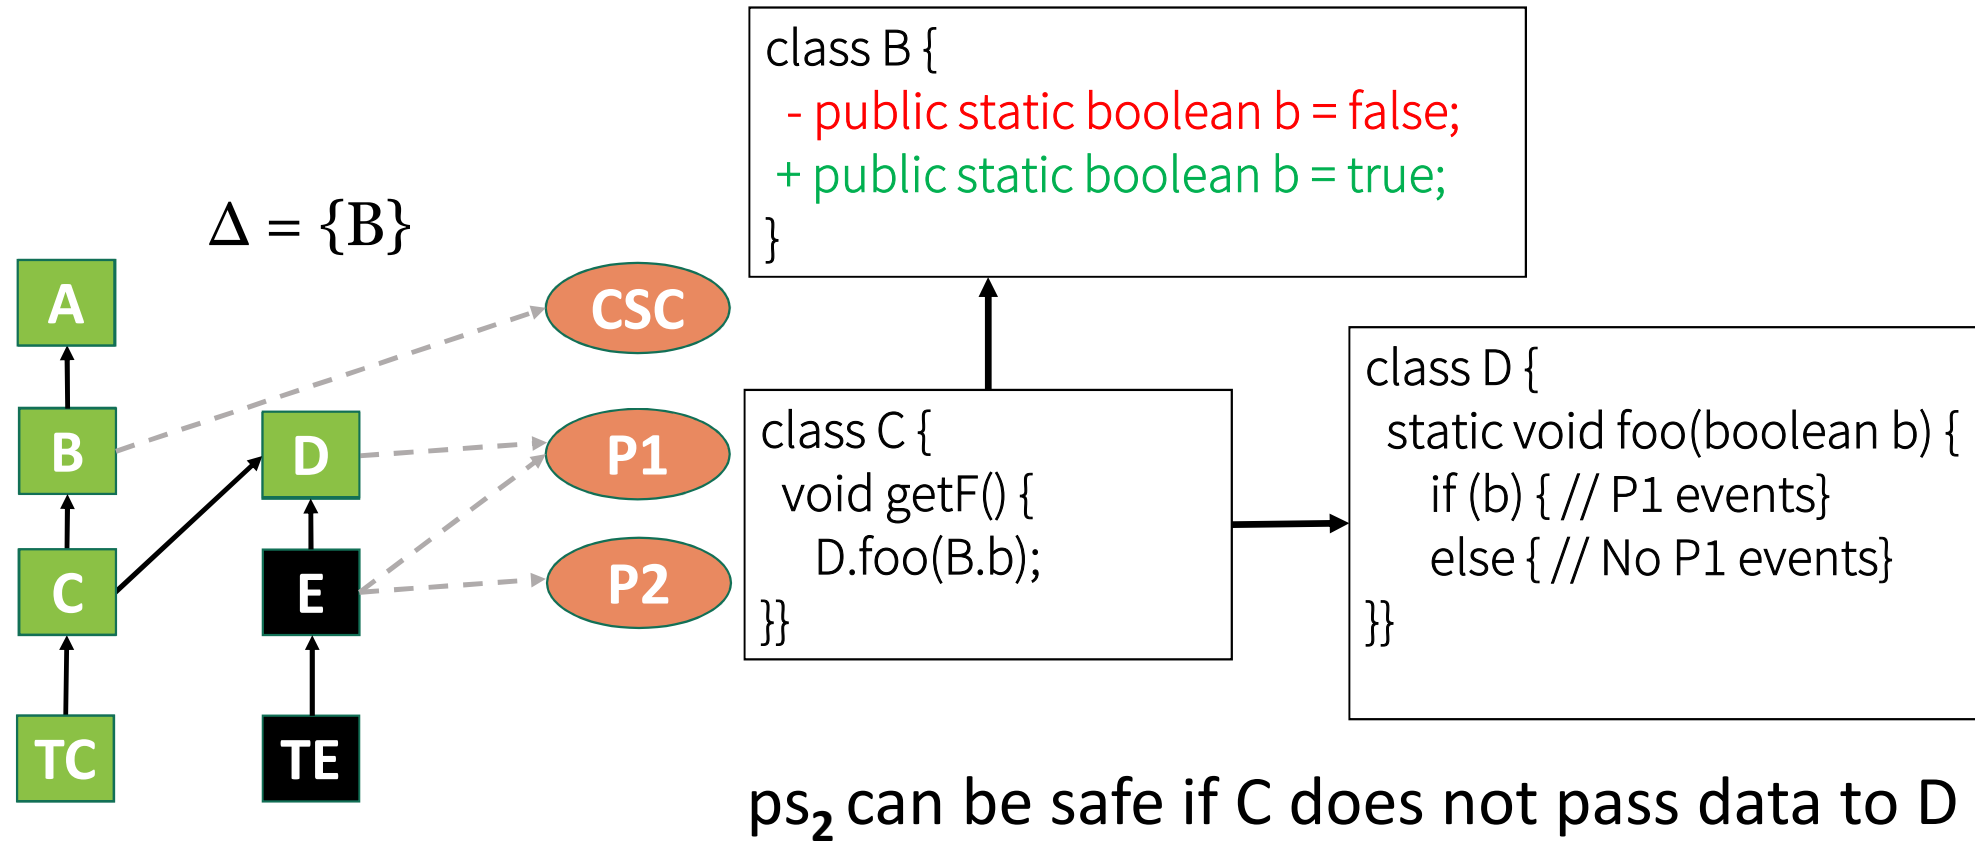 Δ = {B}
A
B
C
TC
D
E
TE
CSC
P1
P2
class B {
- public static boolean b = false;
+ public static boolean b = true;
}
class C {
void getF() {
D.foo(B.b);
}}
class D {
static void foo(boolean b) {
if (b) { // P1 events}
else { // No P1 events}
}}
ps₂ can be safe if C does not pass data to D